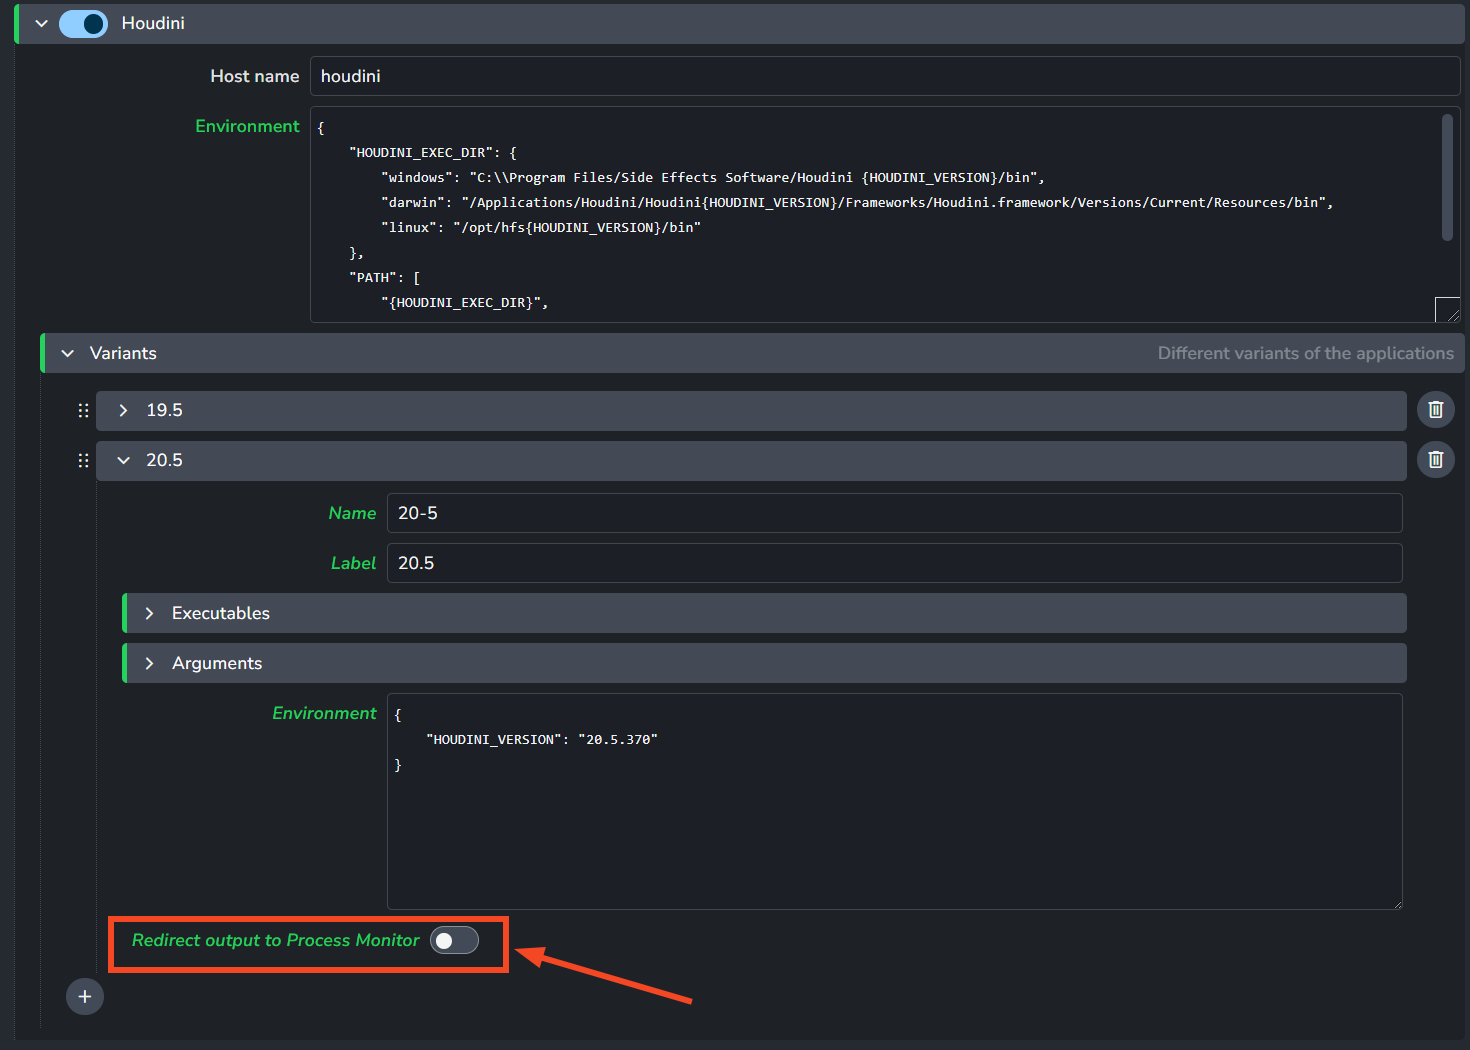 Houdini
Host name houdini
Environment {
"HOUDINI_EXEC_DIR": {
"windows": "C:\\Program Files/Side Effects Software/Houdini {HOUDINI_VERSION}/bin",
"darwin": "/Applications/Houdini/Houdini{HOUDINI_VERSION}/Frameworks/Houdini.framework/Versions/Current/Resources/bin",
"linux": "/opt/hfs{HOUDINI_VERSION}/bin"
},
"PATH": [
"{HOUDINI_EXEC_DIR}",
Variants Different variants of the applications
19.5
20.5
Name 20-5
Label 20.5
Executables
Arguments
Environment {
"HOUDINI_VERSION": "20.5.370"
}
Redirect output to Process Monitor
+